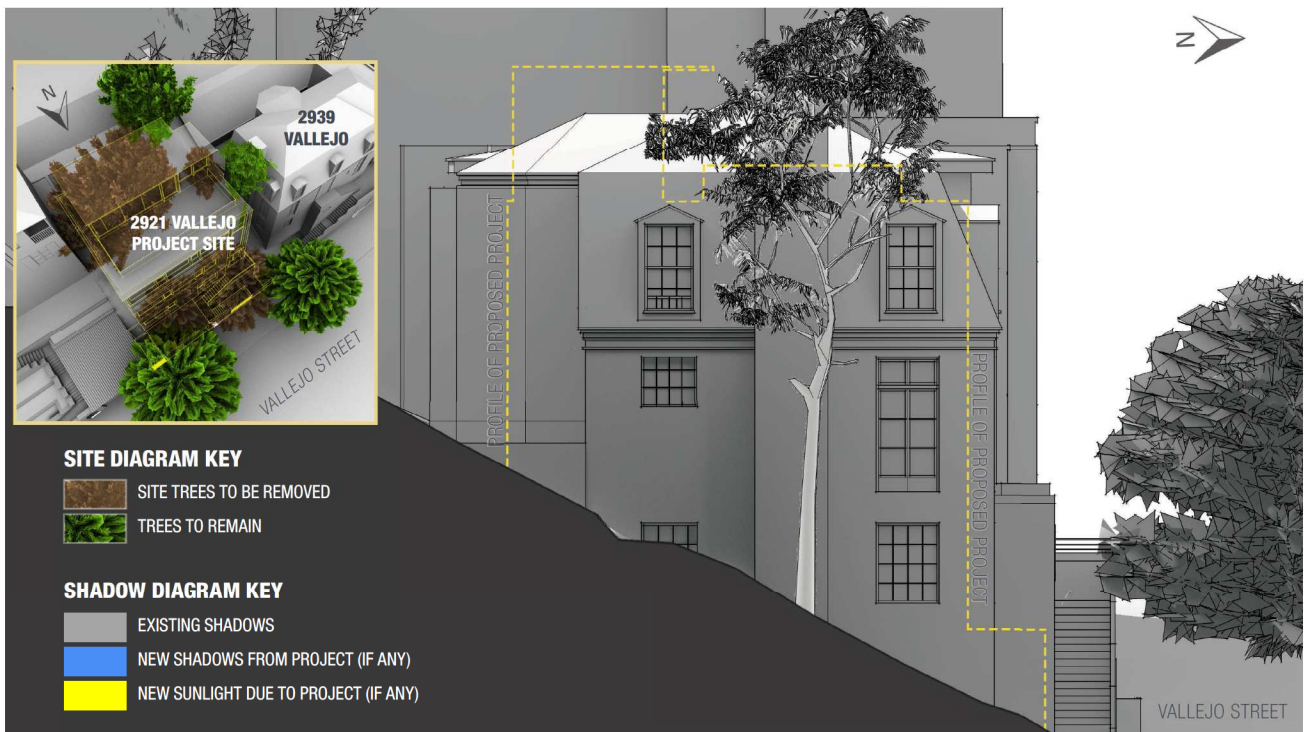 N
N
2939
VALLEJO
2921 VALLEJO
PROJECT SITE
VALLEJO STREET
PROFILE OF PROPOSED PROJECT
PROFILE OF PROPOSED PROJECT
SITE DIAGRAM KEY
SITE TREES TO BE REMOVED
TREES TO REMAIN
SHADOW DIAGRAM KEY
EXISTING SHADOWS
NEW SHADOWS FROM PROJECT (IF ANY)
NEW SUNLIGHT DUE TO PROJECT (IF ANY)
VALLEJO STREET